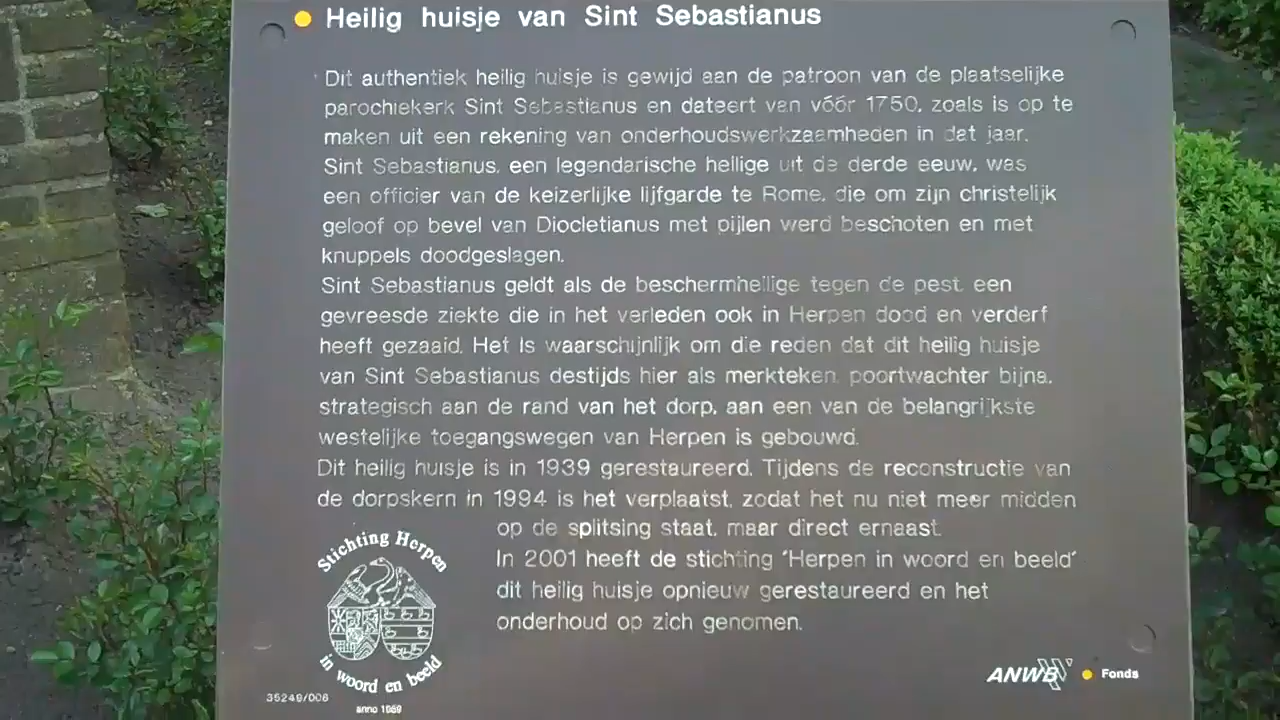 Heilig huisje van Sint Sebastianus
Dit authentiek heilig huisje is gewijd aan de patroon van de plaatselijke
parochiekerk Sint Sebastianus en dateert van vóór 1750, zoals is op te
maken uit een rekening van onderhoudswerkzaamheden in dat jaar.
Sint Sebastianus, een legendarische heilige uit de derde eeuw, was
een officier van de keizerlijke lijfgarde te Rome, die om zijn christelijk
geloof op bevel van Diocletianus met pijlen werd beschoten en met
knuppels doodgeslagen.
Sint Sebastianus geldt als de beschermheilige tegen de pest, een
gevreesde ziekte die in het verleden ook in Herpen dood en verderf
heeft gezaaid. Het is waarschijnlijk om die reden dat dit heilig huisje
van Sint Sebastianus destijds hier als merkteken, poortwachter bijna,
strategisch aan de rand van het dorp, aan een van de belangrijkste
westelijke toegangswegen van Herpen is gebouwd.
Dit heilig huisje is in 1939 gerestaureerd. Tijdens de reconstructie van
de dorpskern in 1994 is het verplaatst, zodat het nu niet meer midden
op de splitsing staat, maar direct ernaast.
In 2001 heeft de stichting 'Herpen in woord en beeld'
dit heilig huisje opnieuw gerestaureerd en het
onderhoud op zich genomen.
Stichting Herpen
in woord en beeld
anno 1989
35249/006
ANWB Fonds